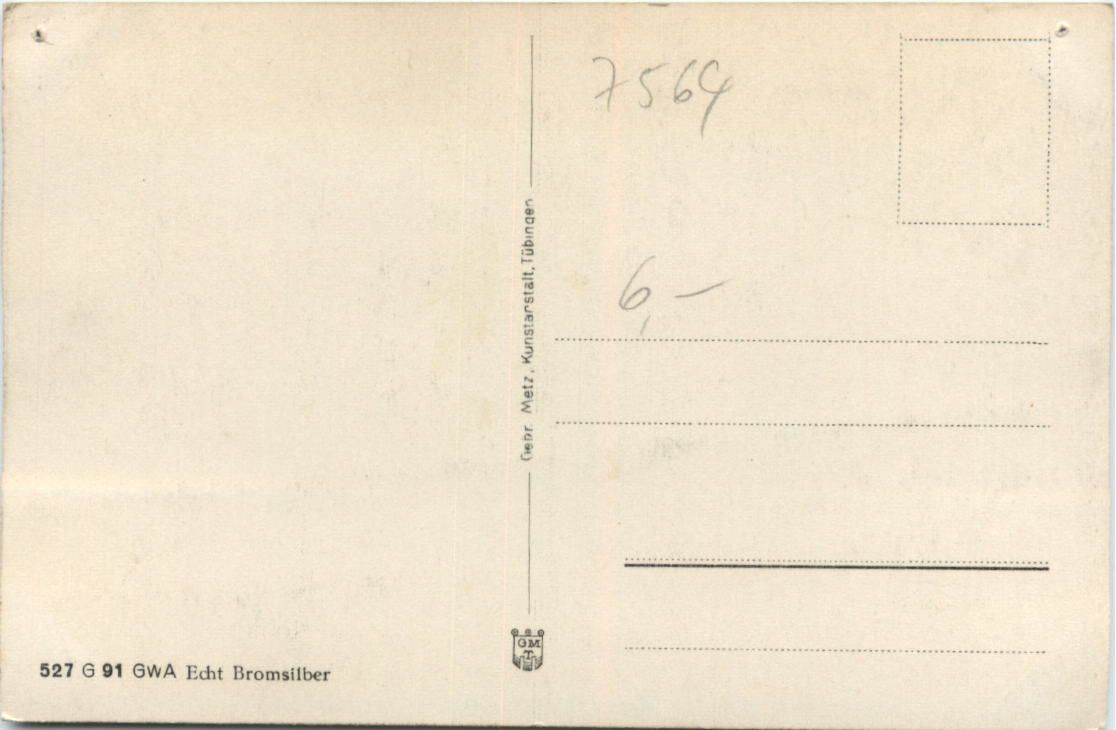 7564
6,–
Gebr. Metz, Kunstanstalt, Tübingen
GM
T
527 G 91 GWA Echt Bromsilber